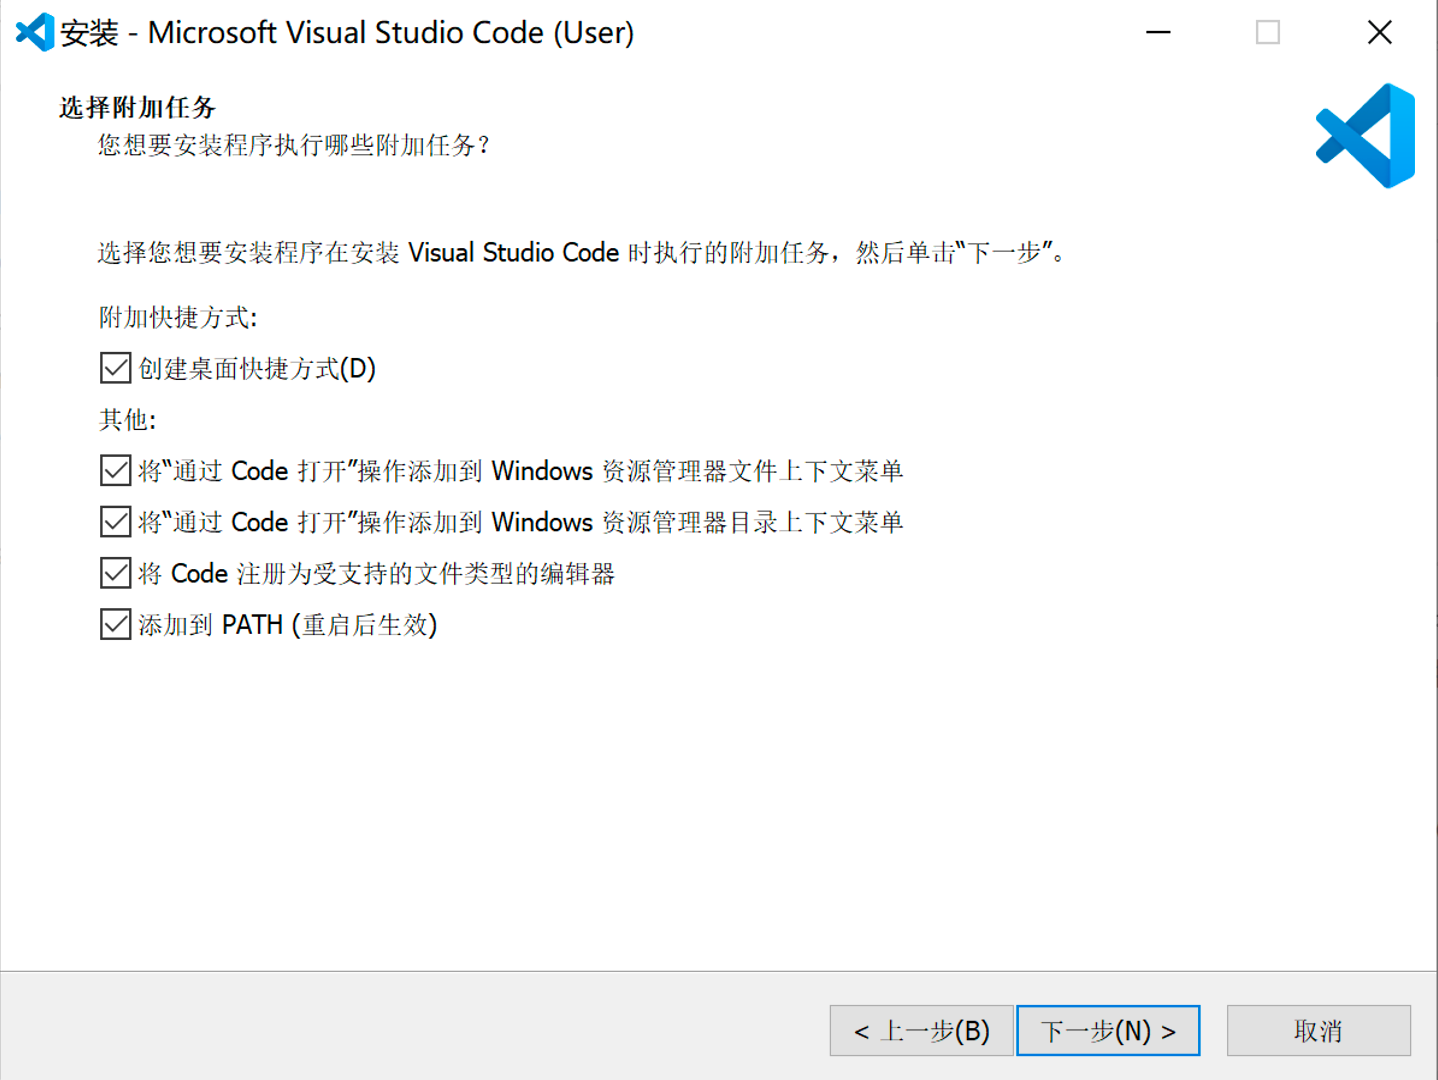 安装 - Microsoft Visual Studio Code (User)
选择附加任务
您想要安装程序执行哪些附加任务？
选择您想要安装程序在安装 Visual Studio Code 时执行的附加任务，然后单击“下一步”。
附加快捷方式:
创建桌面快捷方式(D)
其他:
将“通过 Code 打开”操作添加到 Windows 资源管理器文件上下文菜单
将“通过 Code 打开”操作添加到 Windows 资源管理器目录上下文菜单
将 Code 注册为受支持的文件类型的编辑器
添加到 PATH (重启后生效)
< 上一步(B) 下一步(N) > 取消